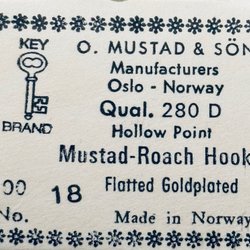 KEY
BRAND
O. MUSTAD & SÖN
Manufacturers
Oslo - Norway
Qual. 280 D
Hollow Point
Mustad-Roach Hook
Flatted Goldplated
00
No. 18
Made in Norway